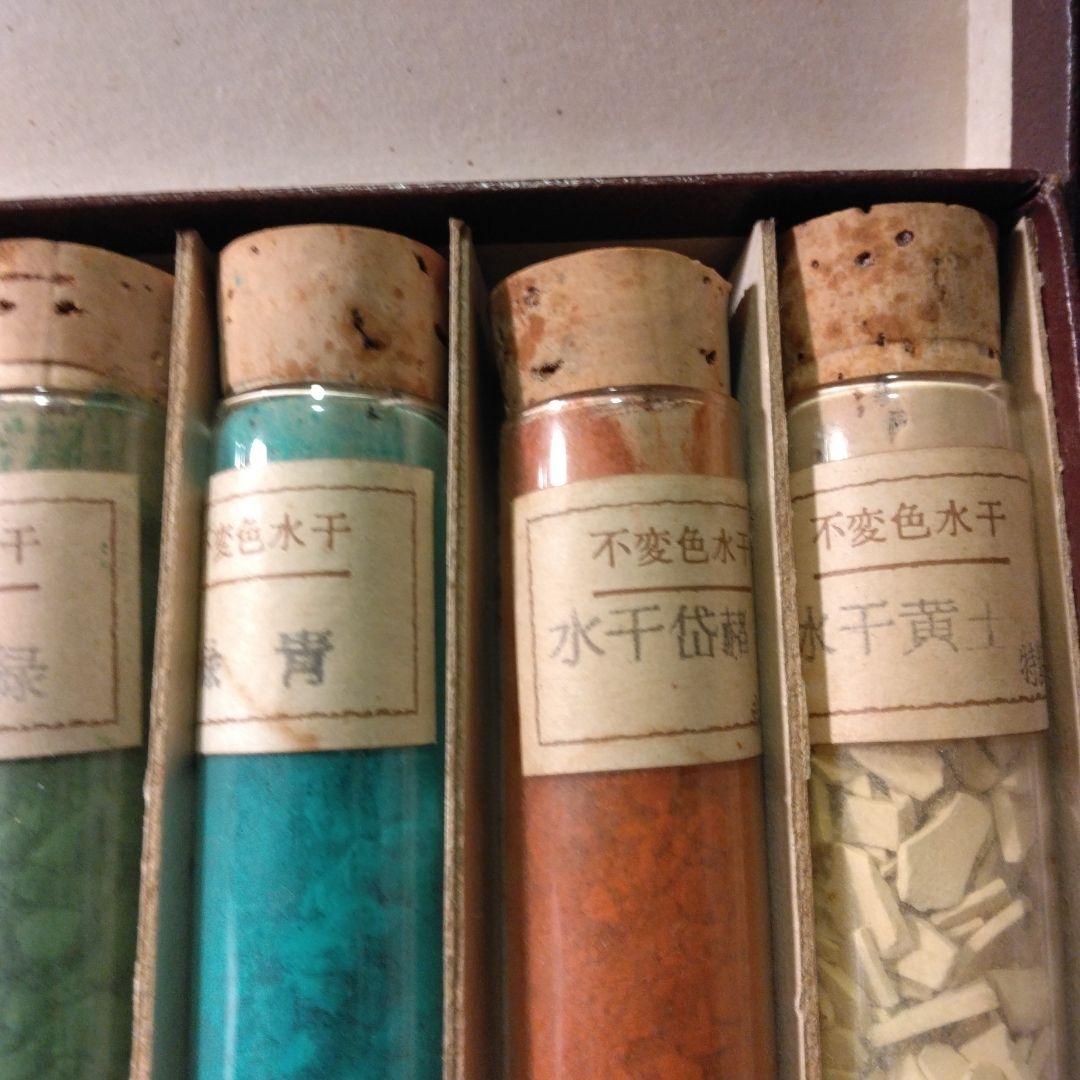 干
緑
変色水干
青
不変色水干
水干岱赭
不変色水干
水干黄土
特